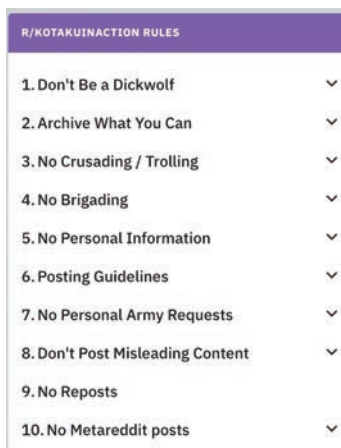 R/KOTAKUINACTION RULES
1. Don't Be a Dickwolf
2. Archive What You Can
3. No Crusading / Trolling
4. No Brigading
5. No Personal Information
6. Posting Guidelines
7. No Personal Army Requests
8. Don't Post Misleading Content
9. No Reposts
10. No Metareddit posts